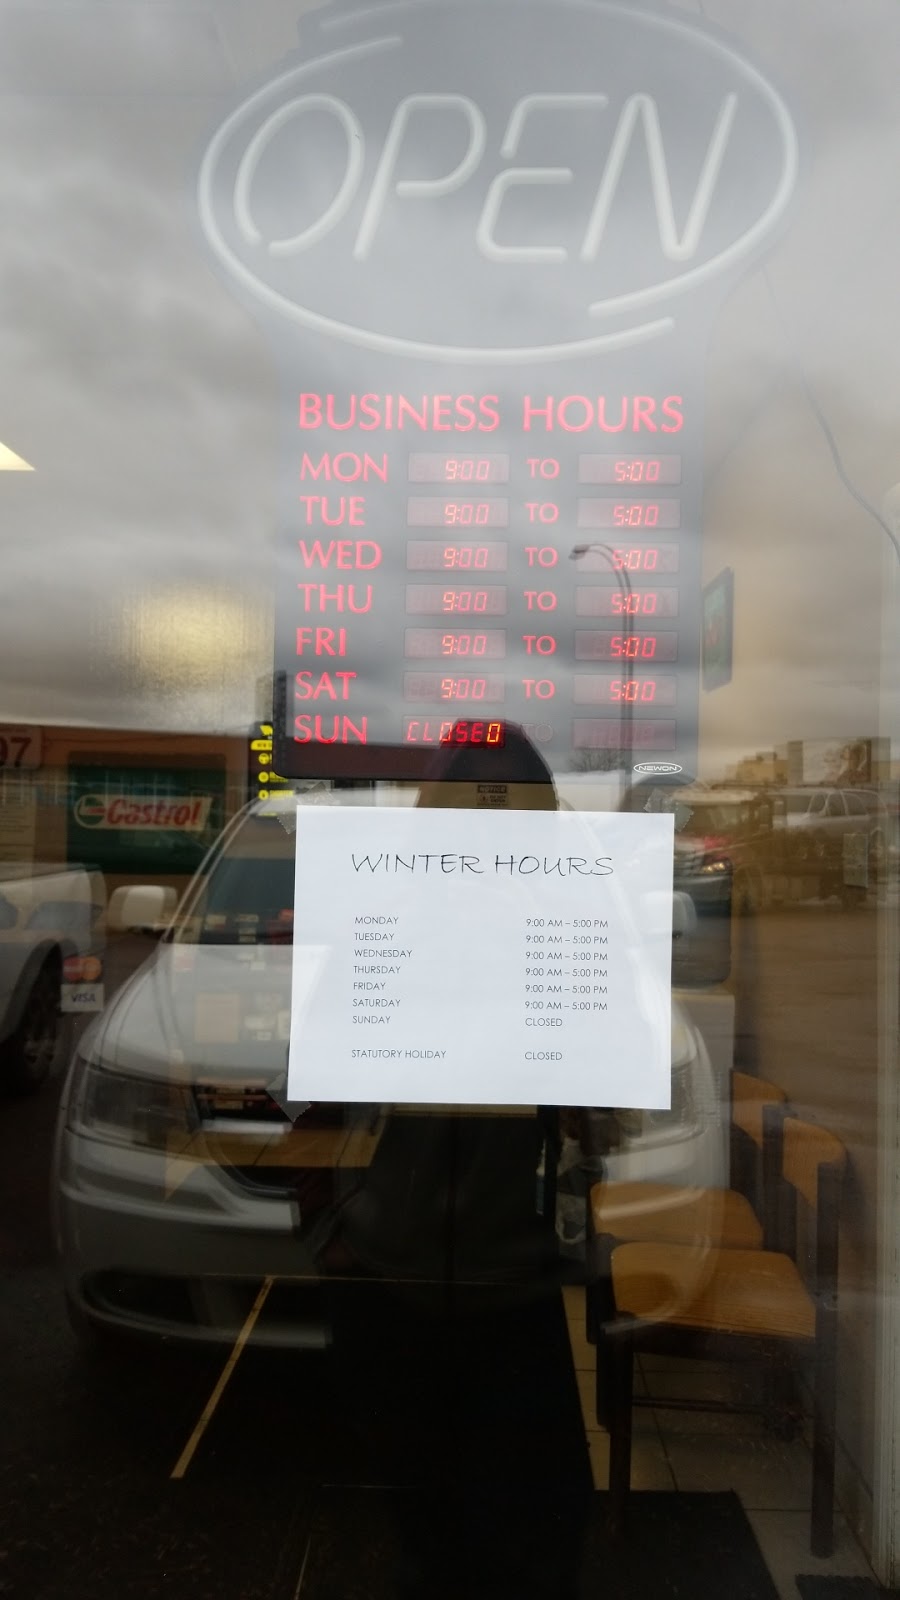 OPEN
BUSINESS HOURS
MON 9:00 TO 5:00
TUE 9:00 TO 5:00
WED 9:00 TO 5:00
THU 9:00 TO 5:00
FRI 9:00 TO 5:00
SAT 9:00 TO 5:00
SUN CLOSED TO
NEWON
97
Castrol
VISA
WINTER HOURS
MONDAY 9:00 AM – 5:00 PM
TUESDAY 9:00 AM – 5:00 PM
WEDNESDAY 9:00 AM – 5:00 PM
THURSDAY 9:00 AM – 5:00 PM
FRIDAY 9:00 AM – 5:00 PM
SATURDAY 9:00 AM – 5:00 PM
SUNDAY CLOSED
STATUTORY HOLIDAY CLOSED